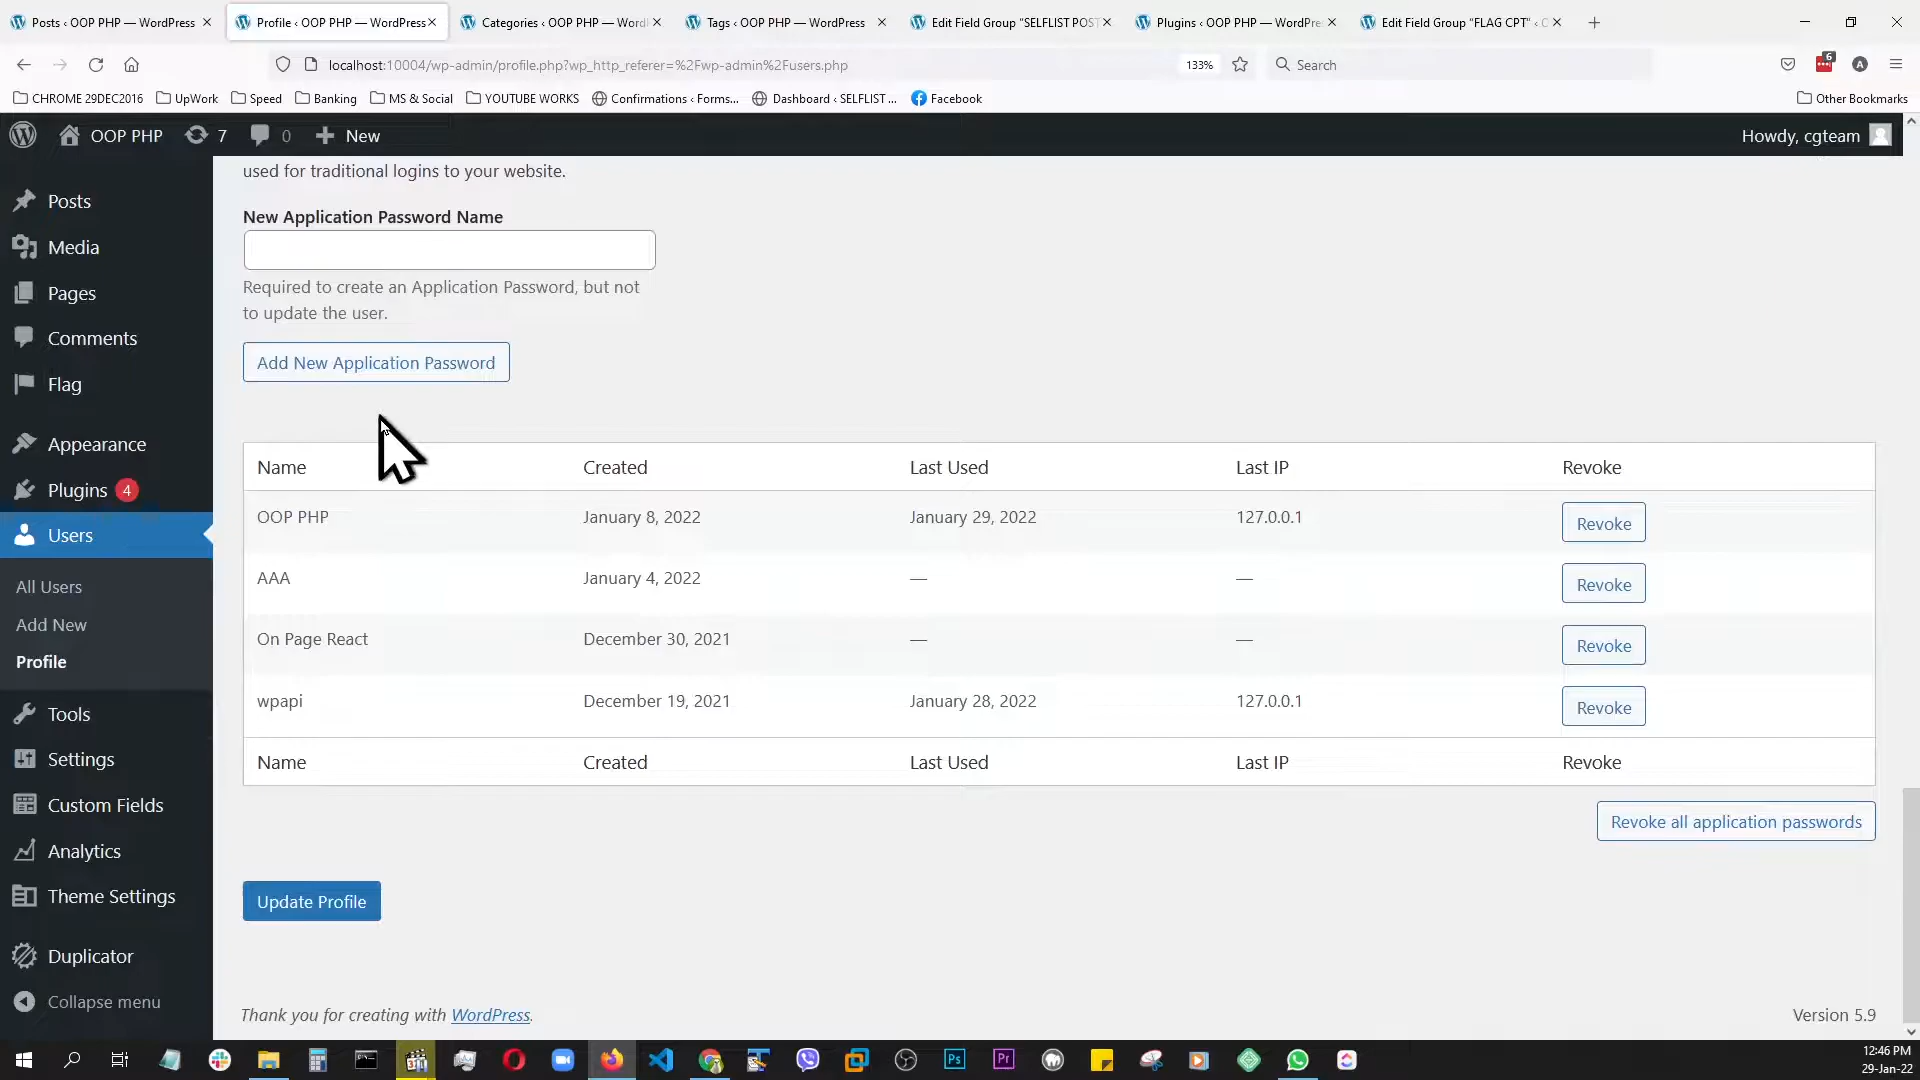 Posts ‹ OOP PHP — WordPress
Profile ‹ OOP PHP — WordPress
Categories ‹ OOP PHP — Word
Tags ‹ OOP PHP — WordPress
Edit Field Group "SELFLIST POST
Plugins ‹ OOP PHP — WordPre
Edit Field Group "FLAG CPT" ‹ O
localhost:10004/wp-admin/profile.php?wp_http_referer=%2Fwp-admin%2Fusers.php
133%
Search
6
A
CHROME 29DEC2016
UpWork
Speed
Banking
MS & Social
YOUTUBE WORKS
Confirmations ‹ Forms...
Dashboard ‹ SELFLIST ...
Facebook
Other Bookmarks
OOP PHP
7
0
New
Howdy, cgteam
Posts
Media
Pages
Comments
Flag
Appearance
Plugins 4
Users
All Users
Add New
Profile
Tools
Settings
Custom Fields
Analytics
Theme Settings
Duplicator
Collapse menu
used for traditional logins to your website.
New Application Password Name
Required to create an Application Password, but not
to update the user.
Add New Application Password
Name Created Last Used Last IP Revoke
OOP PHP January 8, 2022 January 29, 2022 127.0.0.1 Revoke
AAA January 4, 2022 — — Revoke
On Page React December 30, 2021 — — Revoke
wpapi December 19, 2021 January 28, 2022 127.0.0.1 Revoke
Name Created Last Used Last IP Revoke
Revoke all application passwords
Update Profile
Thank you for creating with WordPress.
Version 5.9
Ps
Pr
12:46 PM
29-Jan-22